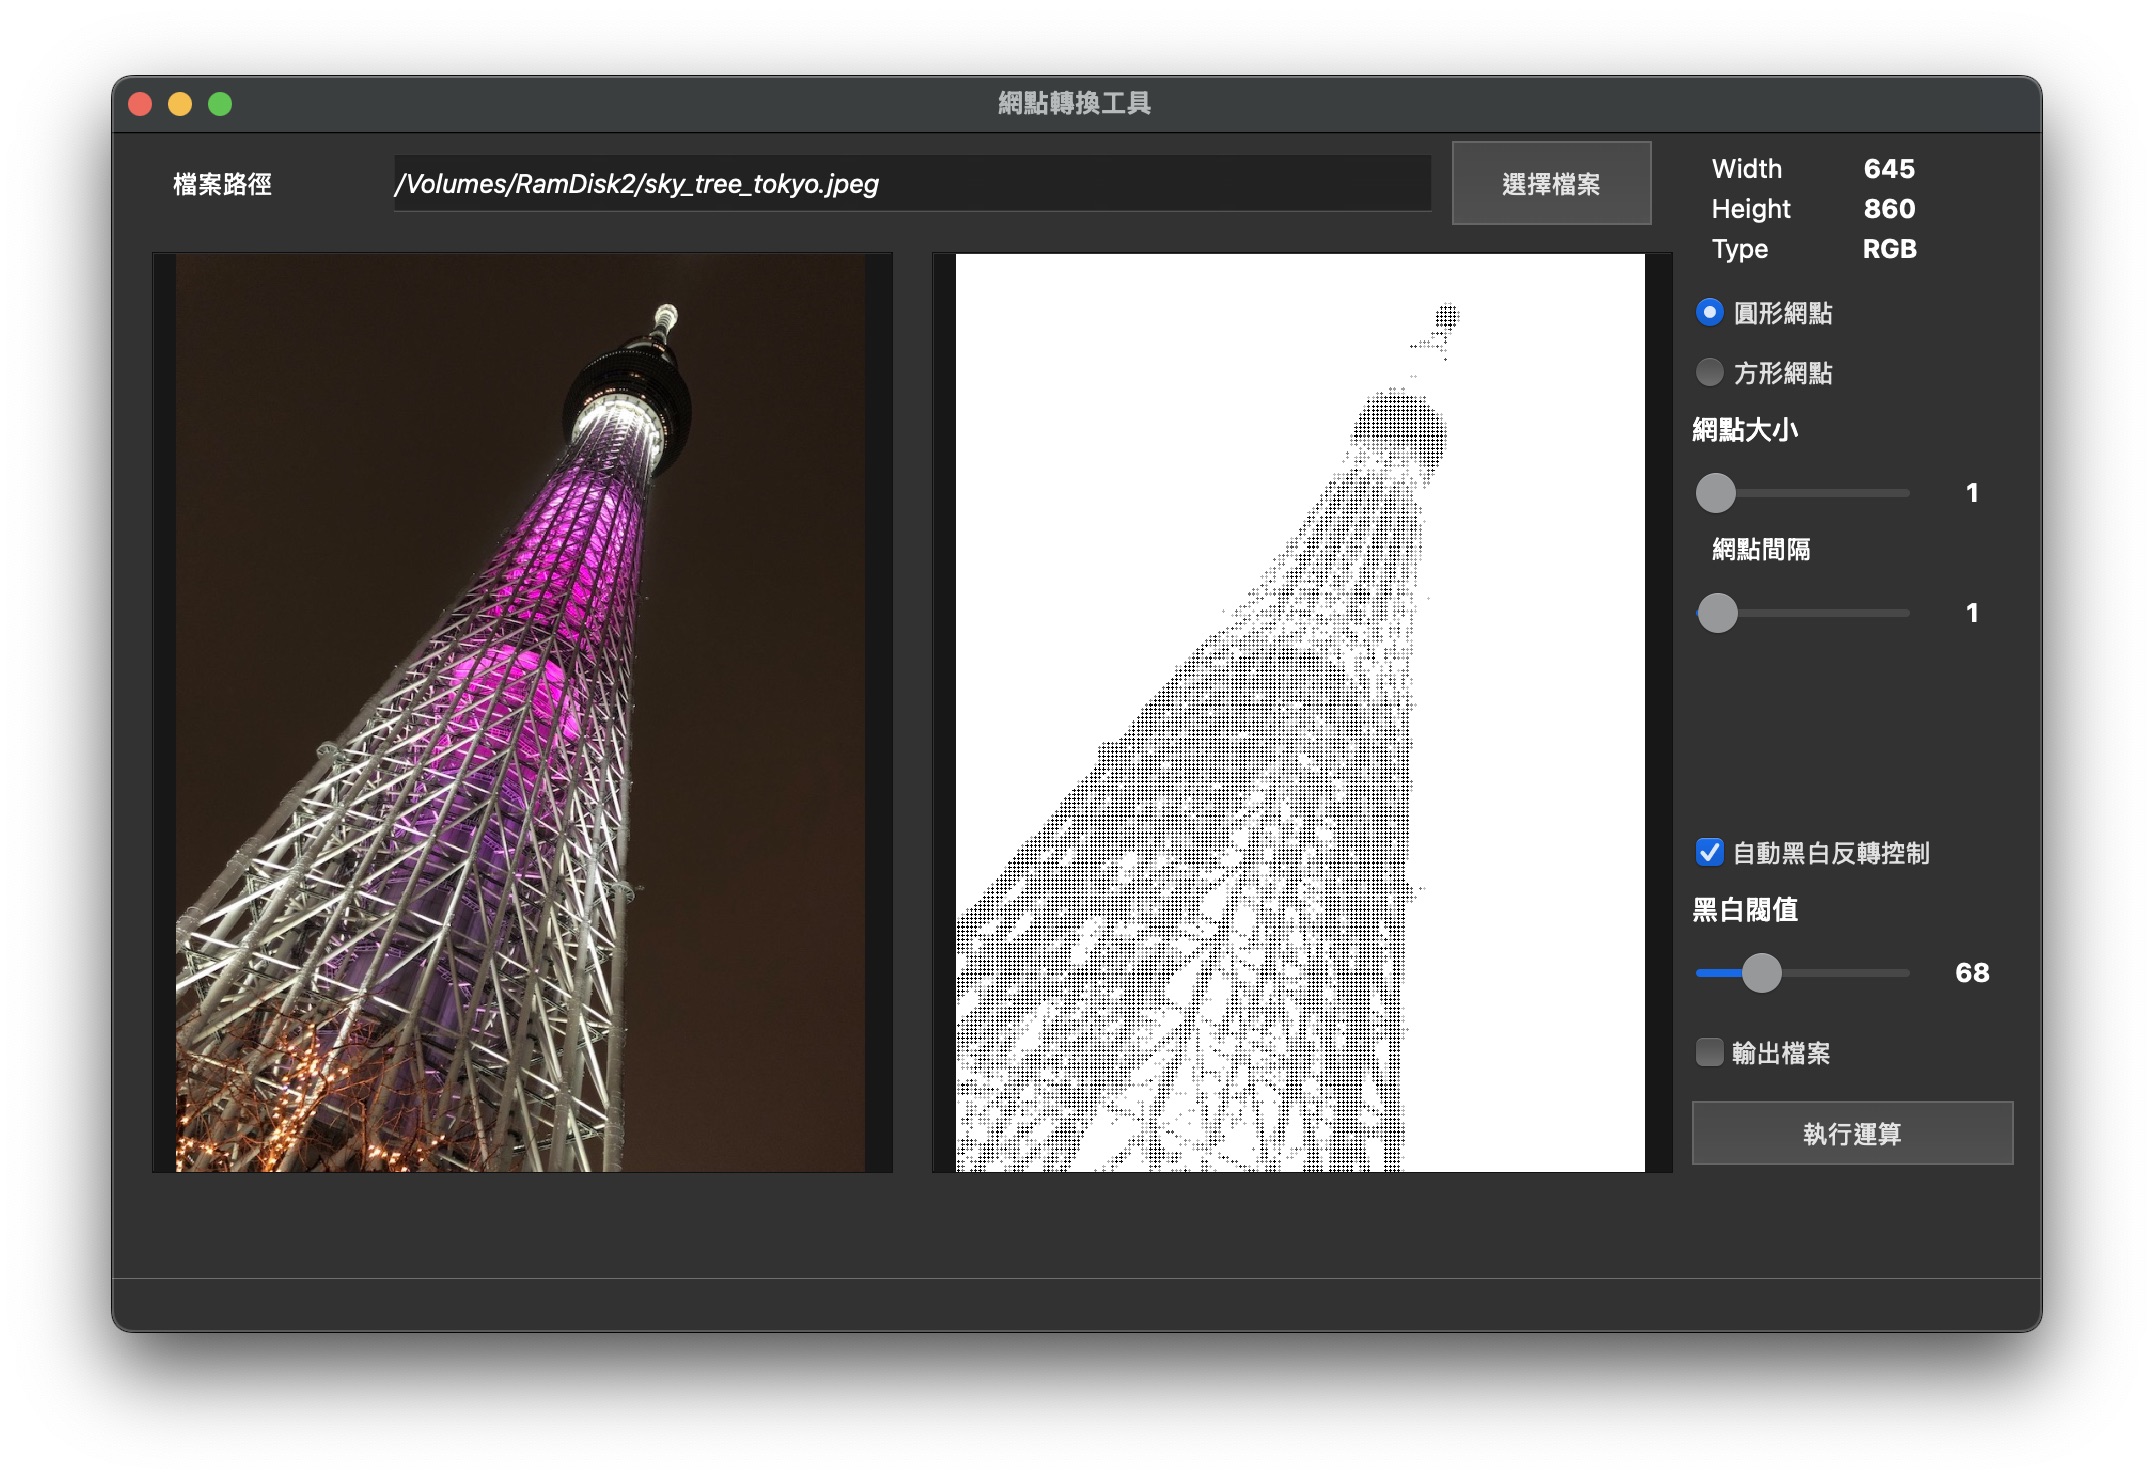 網點轉換工具
檔案路徑
/Volumes/RamDisk2/sky_tree_tokyo.jpeg
選擇檔案
Width 645
Height 860
Type RGB
圓形網點
方形網點
網點大小
1
網點間隔
1
自動黑白反轉控制
黑白閥值
68
輸出檔案
執行運算